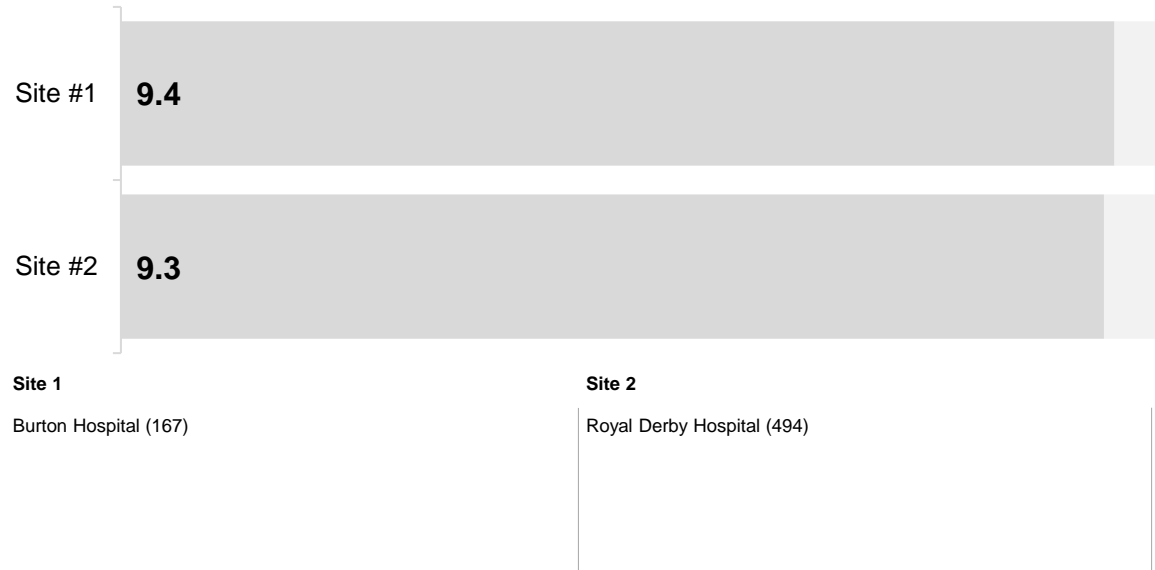 Site #1 9.4
Site #2 9.3
Site 1
Burton Hospital (167)
Site 2
Royal Derby Hospital (494)